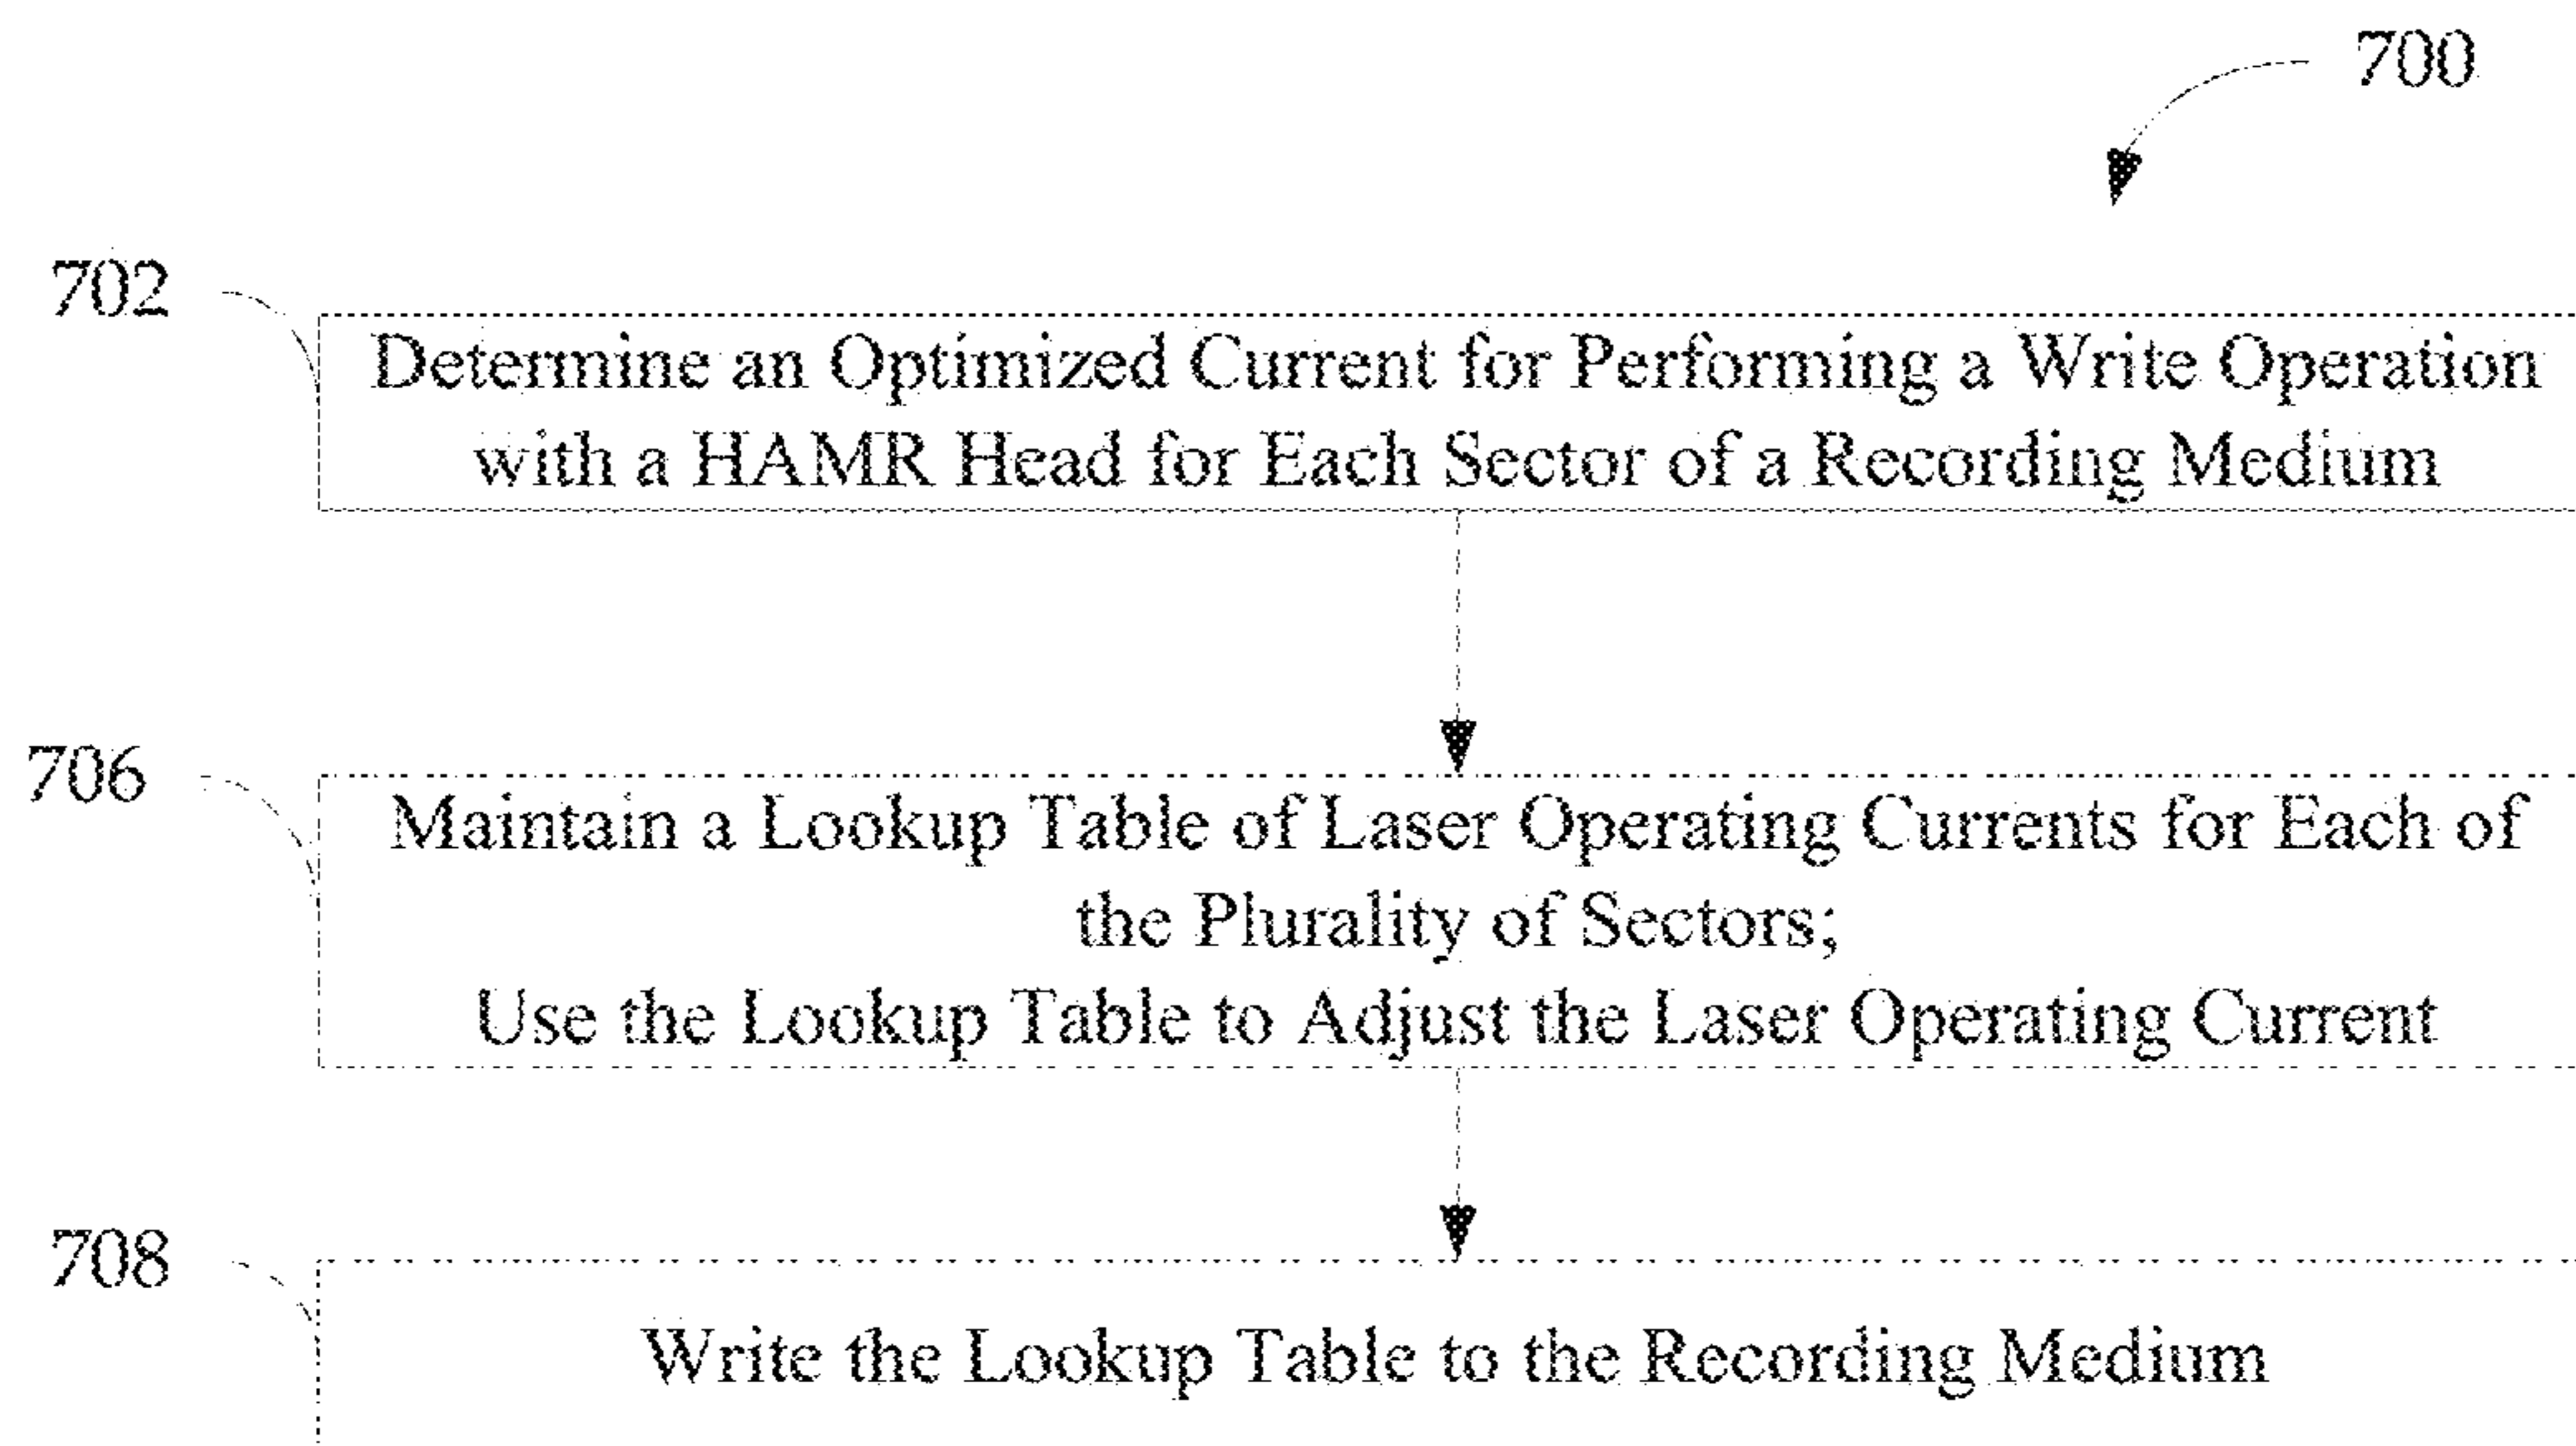 700
702
Determine an Optimized Current for Performing a Write Operation
with a HAMR Head for Each Sector of a Recording Medium
706
Maintain a Lookup Table of Laser Operating Currents for Each of
the Plurality of Sectors;
Use the Lookup Table to Adjust the Laser Operating Current
708
Write the Lookup Table to the Recording Medium